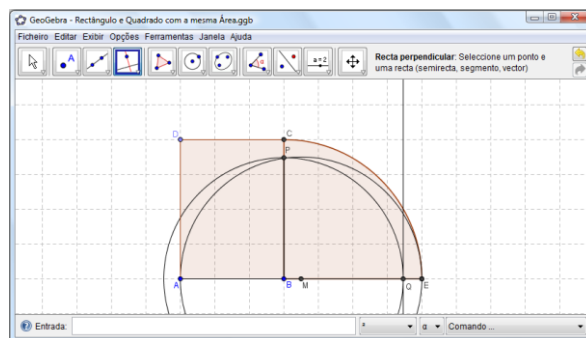 GeoGebra - Rectângulo e Quadrado com a mesma Área.ggb
Ficheiro Editar Exibir Opções Ferramentas Janela Ajuda
A
a=2
Recta perpendicular: Seleccione um ponto e
uma recta (semirecta, segmento, vector)
D C
P
A B M Q E
Entrada: ² α Comando ...